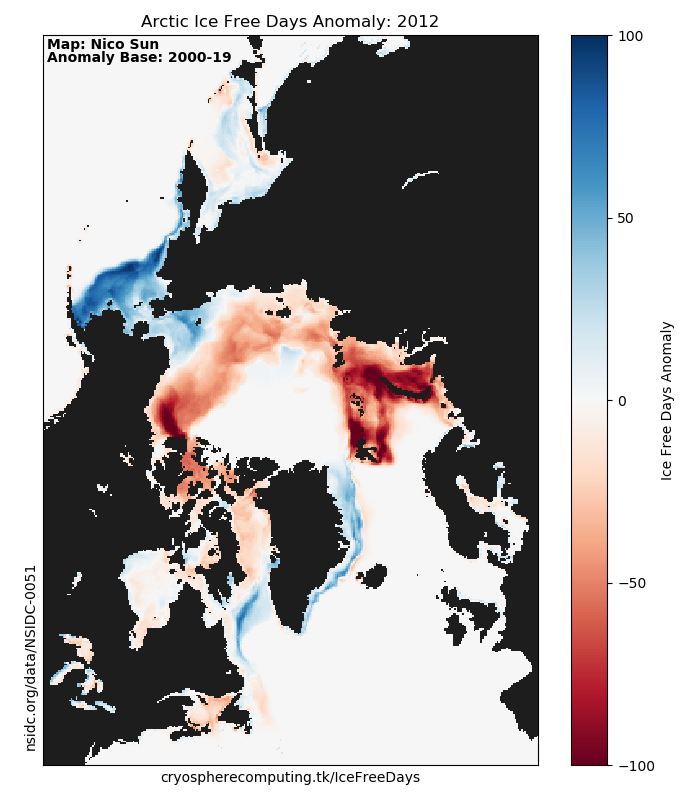 Arctic Ice Free Days Anomaly: 2012
Map: Nico Sun
Anomaly Base: 2000-19
100
50
0
−50
−100
Ice Free Days Anomaly
nsidc.org/data/NSIDC-0051
cryospherecomputing.tk/IceFreeDays